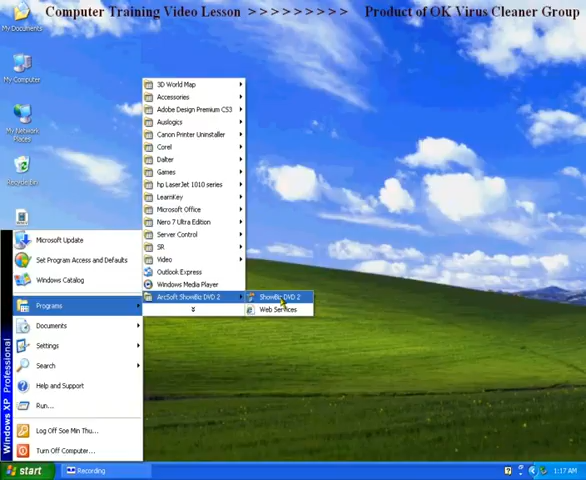 Computer Training Video Lesson > > > > > > > > > Product of OK Virus Cleaner Group
My Documents
My Computer
My Network Places
Recycle Bin
3D World Map
Accessories
Adobe Design Premium CS3
Auslogics
Canon Printer Uninstaller
Corel
Dalter
Games
hp LaserJet 1010 series
LearnKey
Microsoft Office
Nero 7 Ultra Edition
Server Control
SR
Video
Outlook Express
Windows Media Player
ArcSoft ShowBiz DVD 2
ShowBiz DVD 2
Web Services
Microsoft Update
Set Program Access and Defaults
Windows Catalog
Programs
Documents
Settings
Search
Help and Support
Run...
Log Off Soe Min Thu...
Turn Off Computer...
Windows XP Professional
start
Recording
1:17 AM